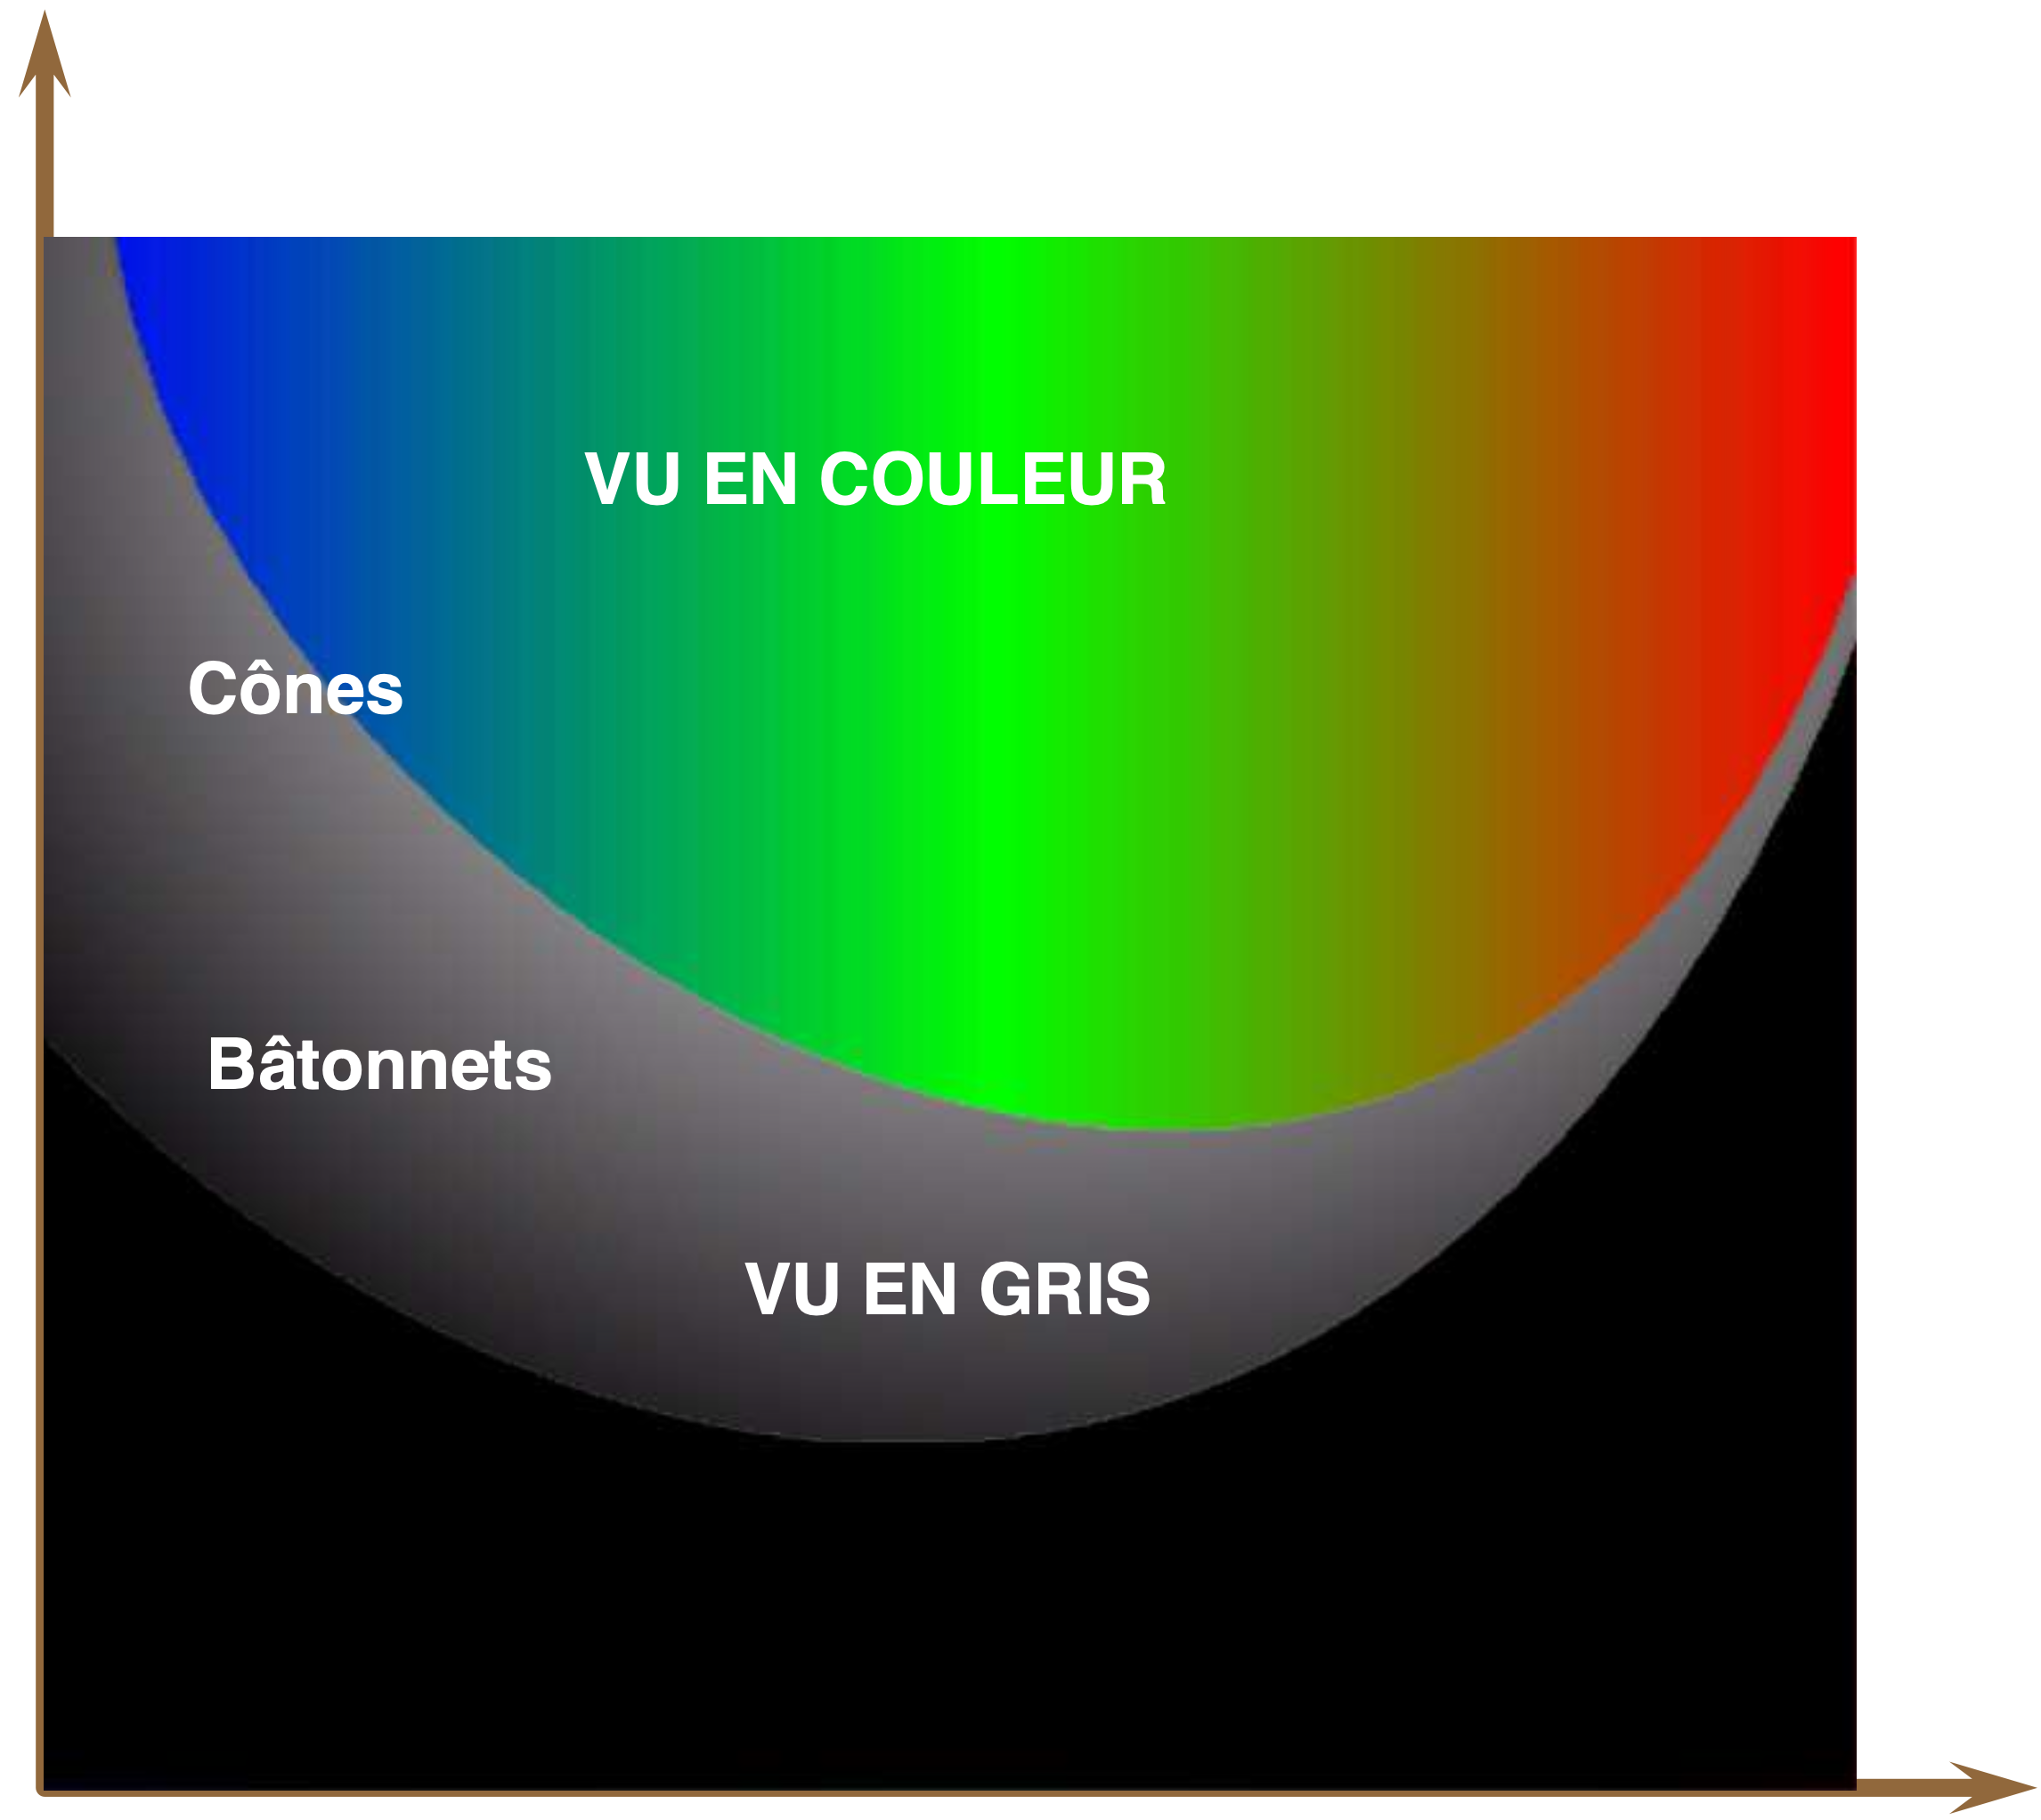 VU EN COULEUR
Cônes
Bâtonnets
VU EN GRIS